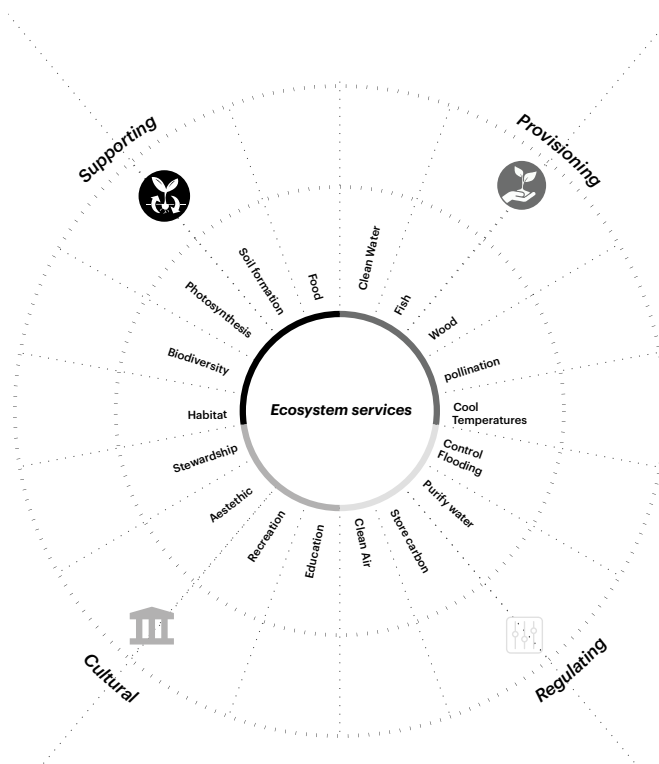 Supporting
Provisioning
Food
Clean Water
Soil formation
Fish
Photosynthesis
Wood
Biodiversity
pollination
Habitat
Ecosystem services
Cool
Temperatures
Stewardship
Control
Flooding
Aestethic
Purify water
Recreation
Store carbon
Education
Clean Air
Cultural
Regulating